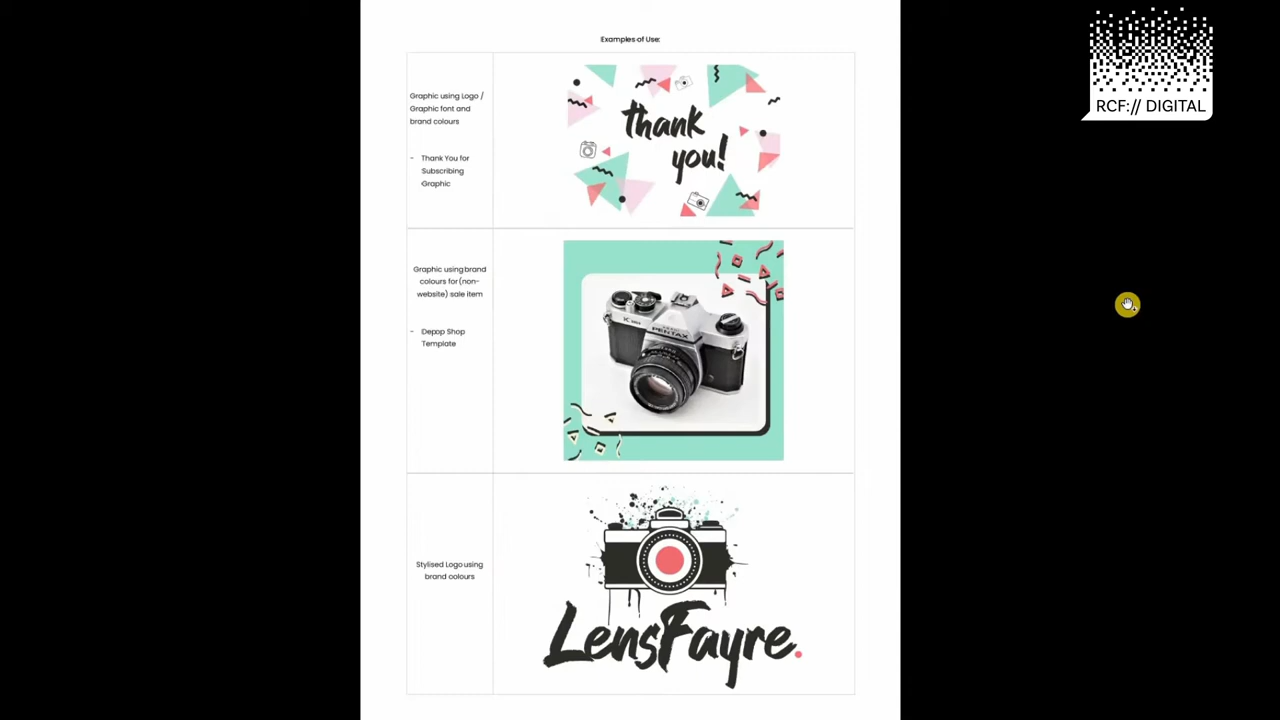 Examples of Use:
RCF:// DIGITAL
Graphic using Logo /
Graphic font and
brand colours
- Thank You for
Subscribing
Graphic
thank
you!
Graphic using brand
colours for (non-
website) sale item
- Depop Shop
Template
PENTAX
Stylised Logo using
brand colours
LensFayre.